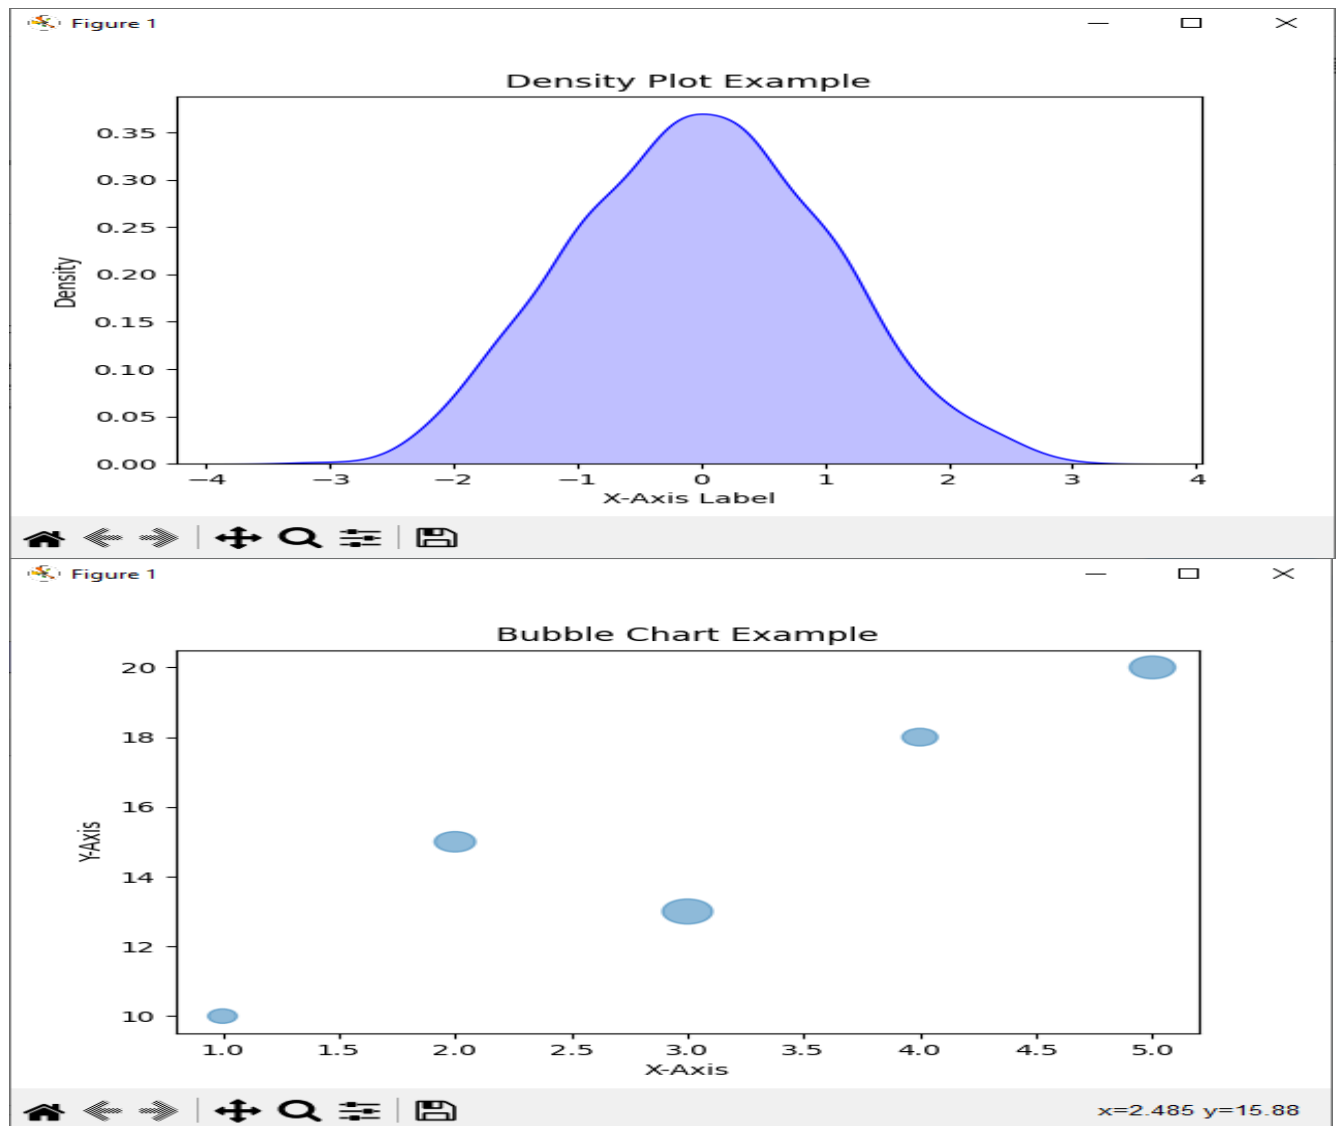 Figure 1
Density Plot Example
0.35
0.30
0.25
0.20
0.15
0.10
0.05
0.00
Density
−4 −3 −2 −1 0 1 2 3 4
X-Axis Label
Figure 1
Bubble Chart Example
20
18
16
14
12
10
Y-Axis
1.0 1.5 2.0 2.5 3.0 3.5 4.0 4.5 5.0
X-Axis
x=2.485 y=15.88